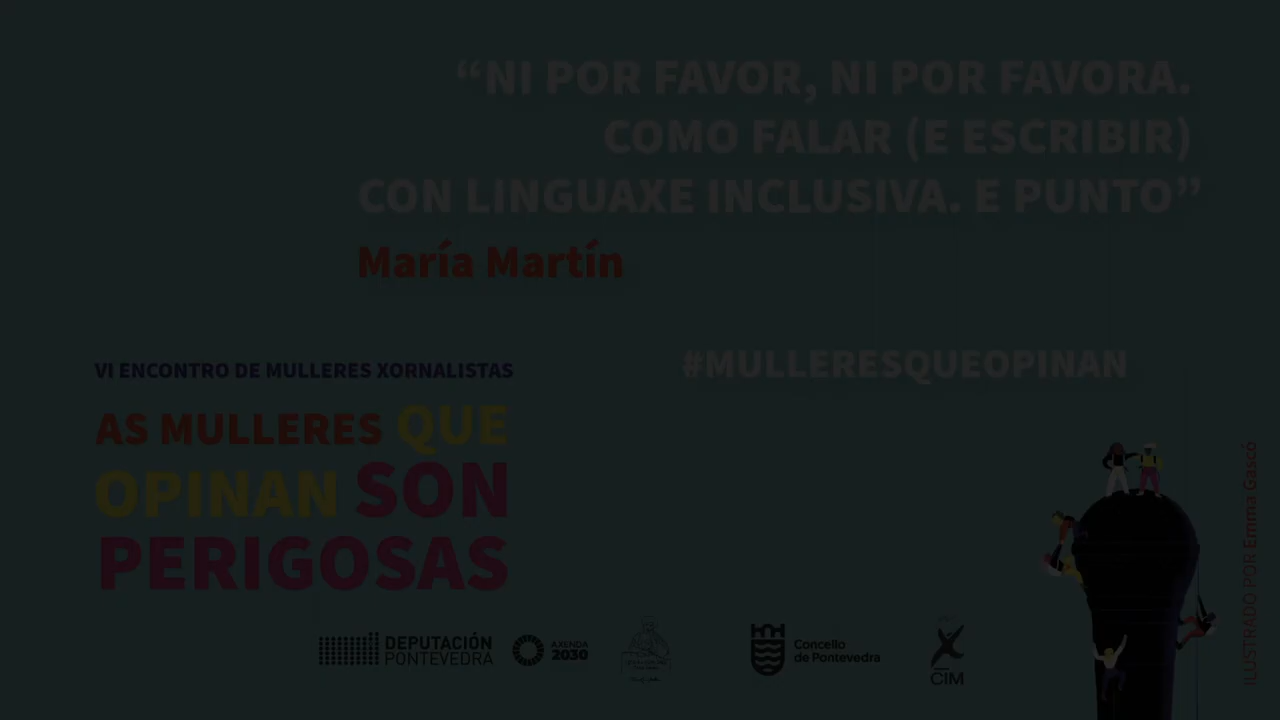 “NI POR FAVOR, NI POR FAVORA.
COMO FALAR (E ESCRIBIR)
CON LINGUAXE INCLUSIVA. E PUNTO”
María Martín
#MULLERESQUEOPINAN
VI ENCONTRO DE MULLERES XORNALISTAS
AS MULLERES QUE
OPINAN SON
PERIGOSAS
ILUSTRADO POR Emma Gascó
DEPUTACIÓN
PONTEVEDRA
AXENDA
2030
Concello
de Pontevedra
CIM